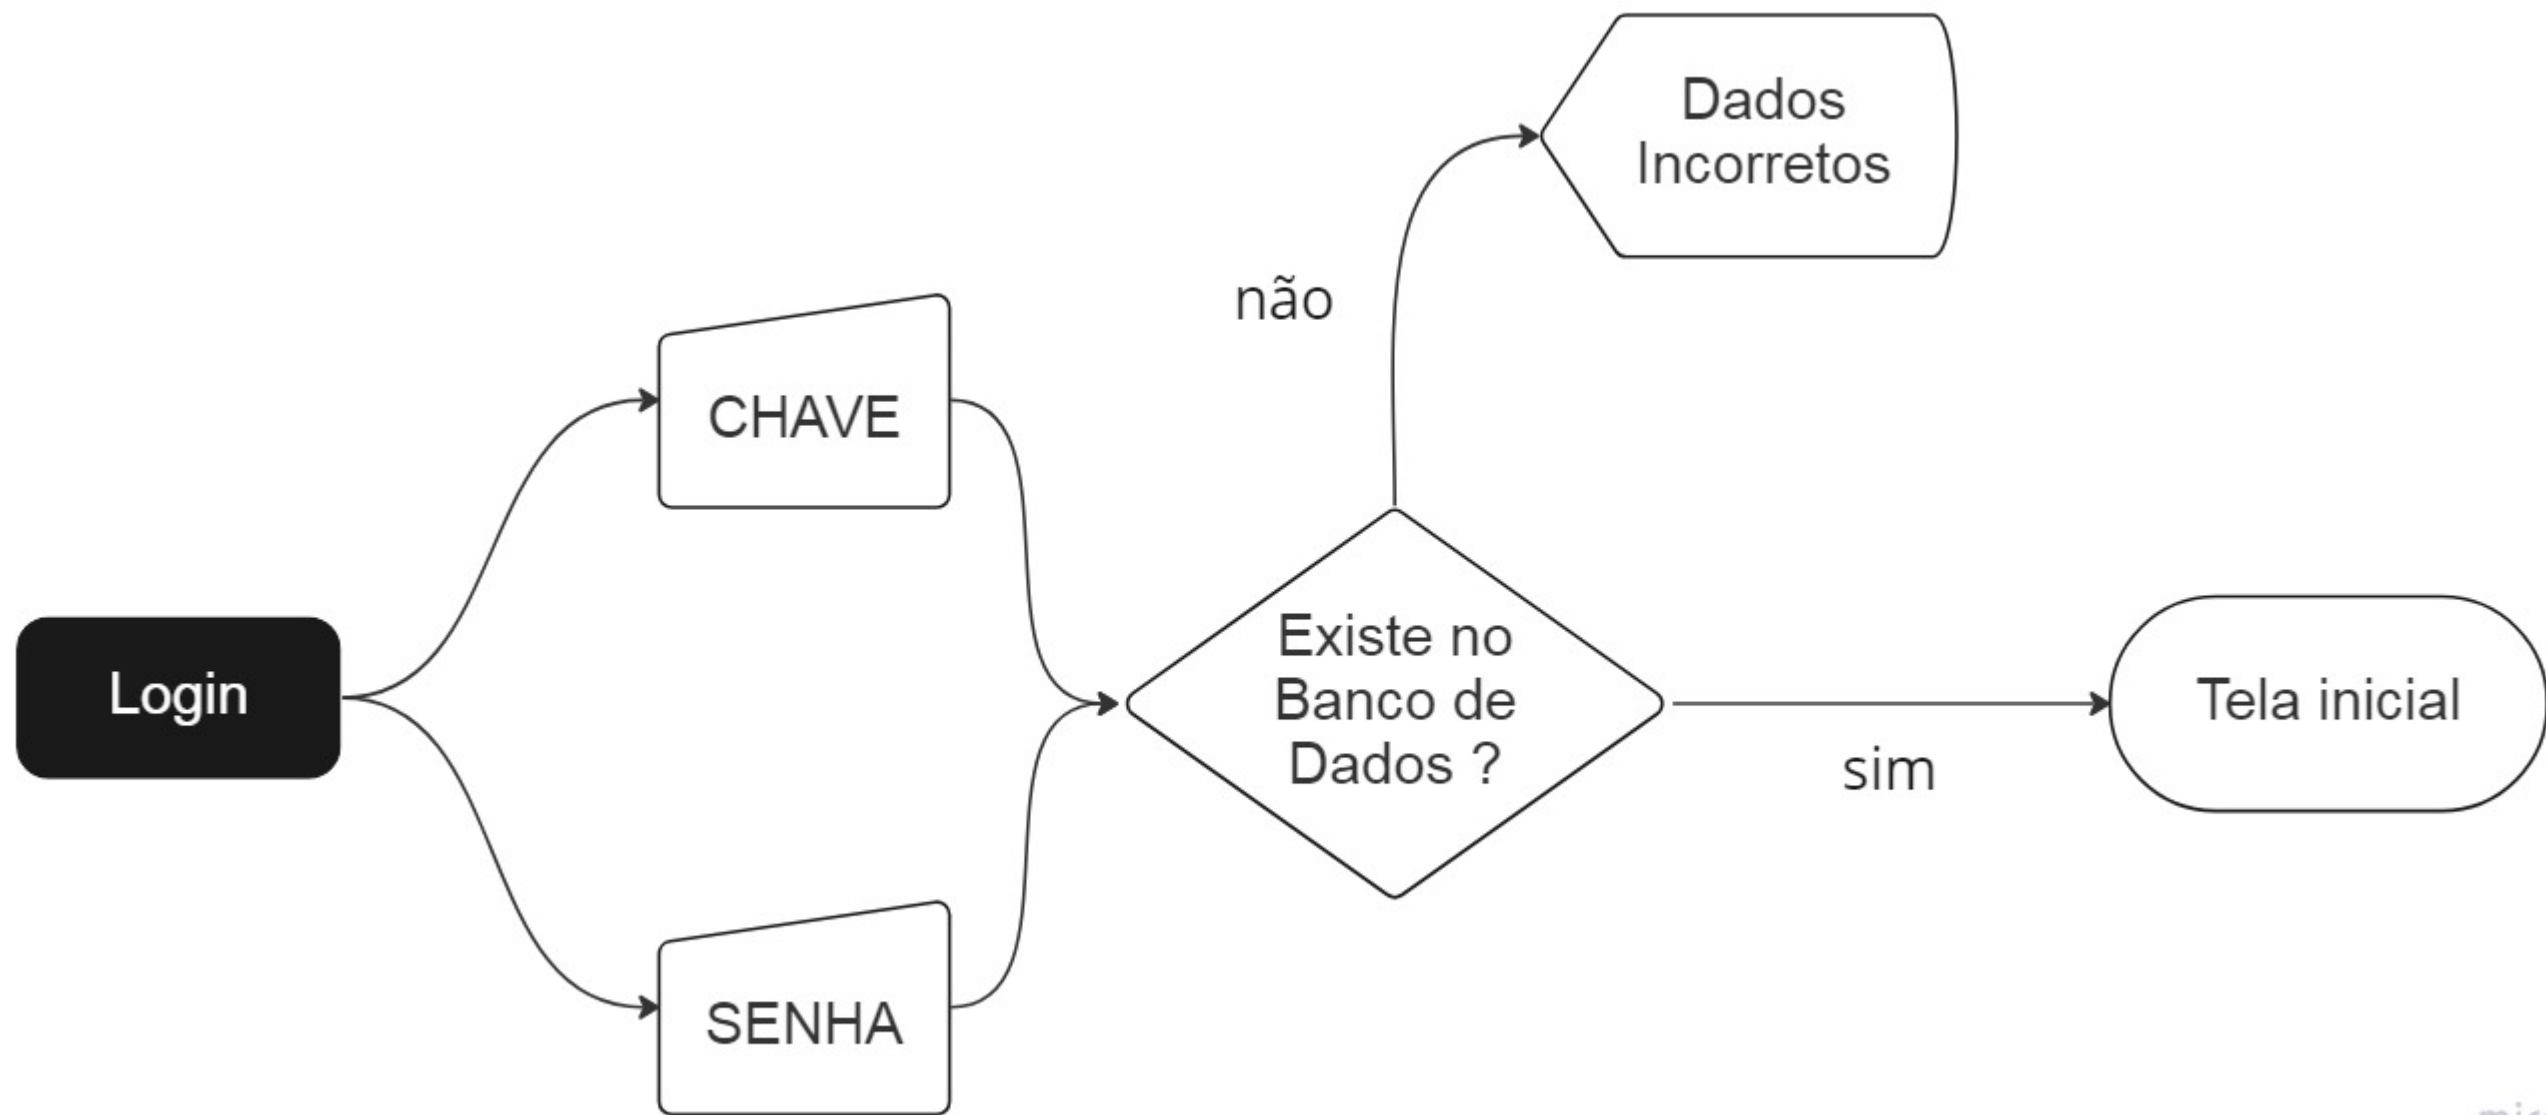 Dados
Incorretos
não
CHAVE
Login
Existe no
Banco de
Dados ?
sim
Tela inicial
SENHA